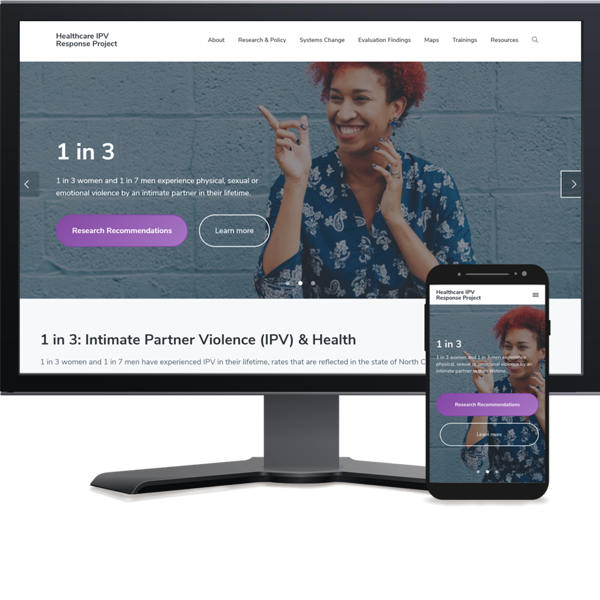 Healthcare IPV
Response Project
About Research & Policy Systems Change Evaluation Findings Maps Trainings Resources
1 in 3
1 in 3 women and 1 in 7 men experience physical, sexual or
emotional violence by an intimate partner in their lifetime.
Research Recommendations Learn more
1 in 3: Intimate Partner Violence (IPV) & Health
1 in 3 women and 1 in 7 men have experienced IPV in their lifetime, rates that are reflected in the state of North
Healthcare IPV
Response Project
1 in 3
1 in 3 women and 1 in 7 men experience
physical, sexual or emotional violence by an
intimate partner in their lifetime.
Research Recommendations
Learn more